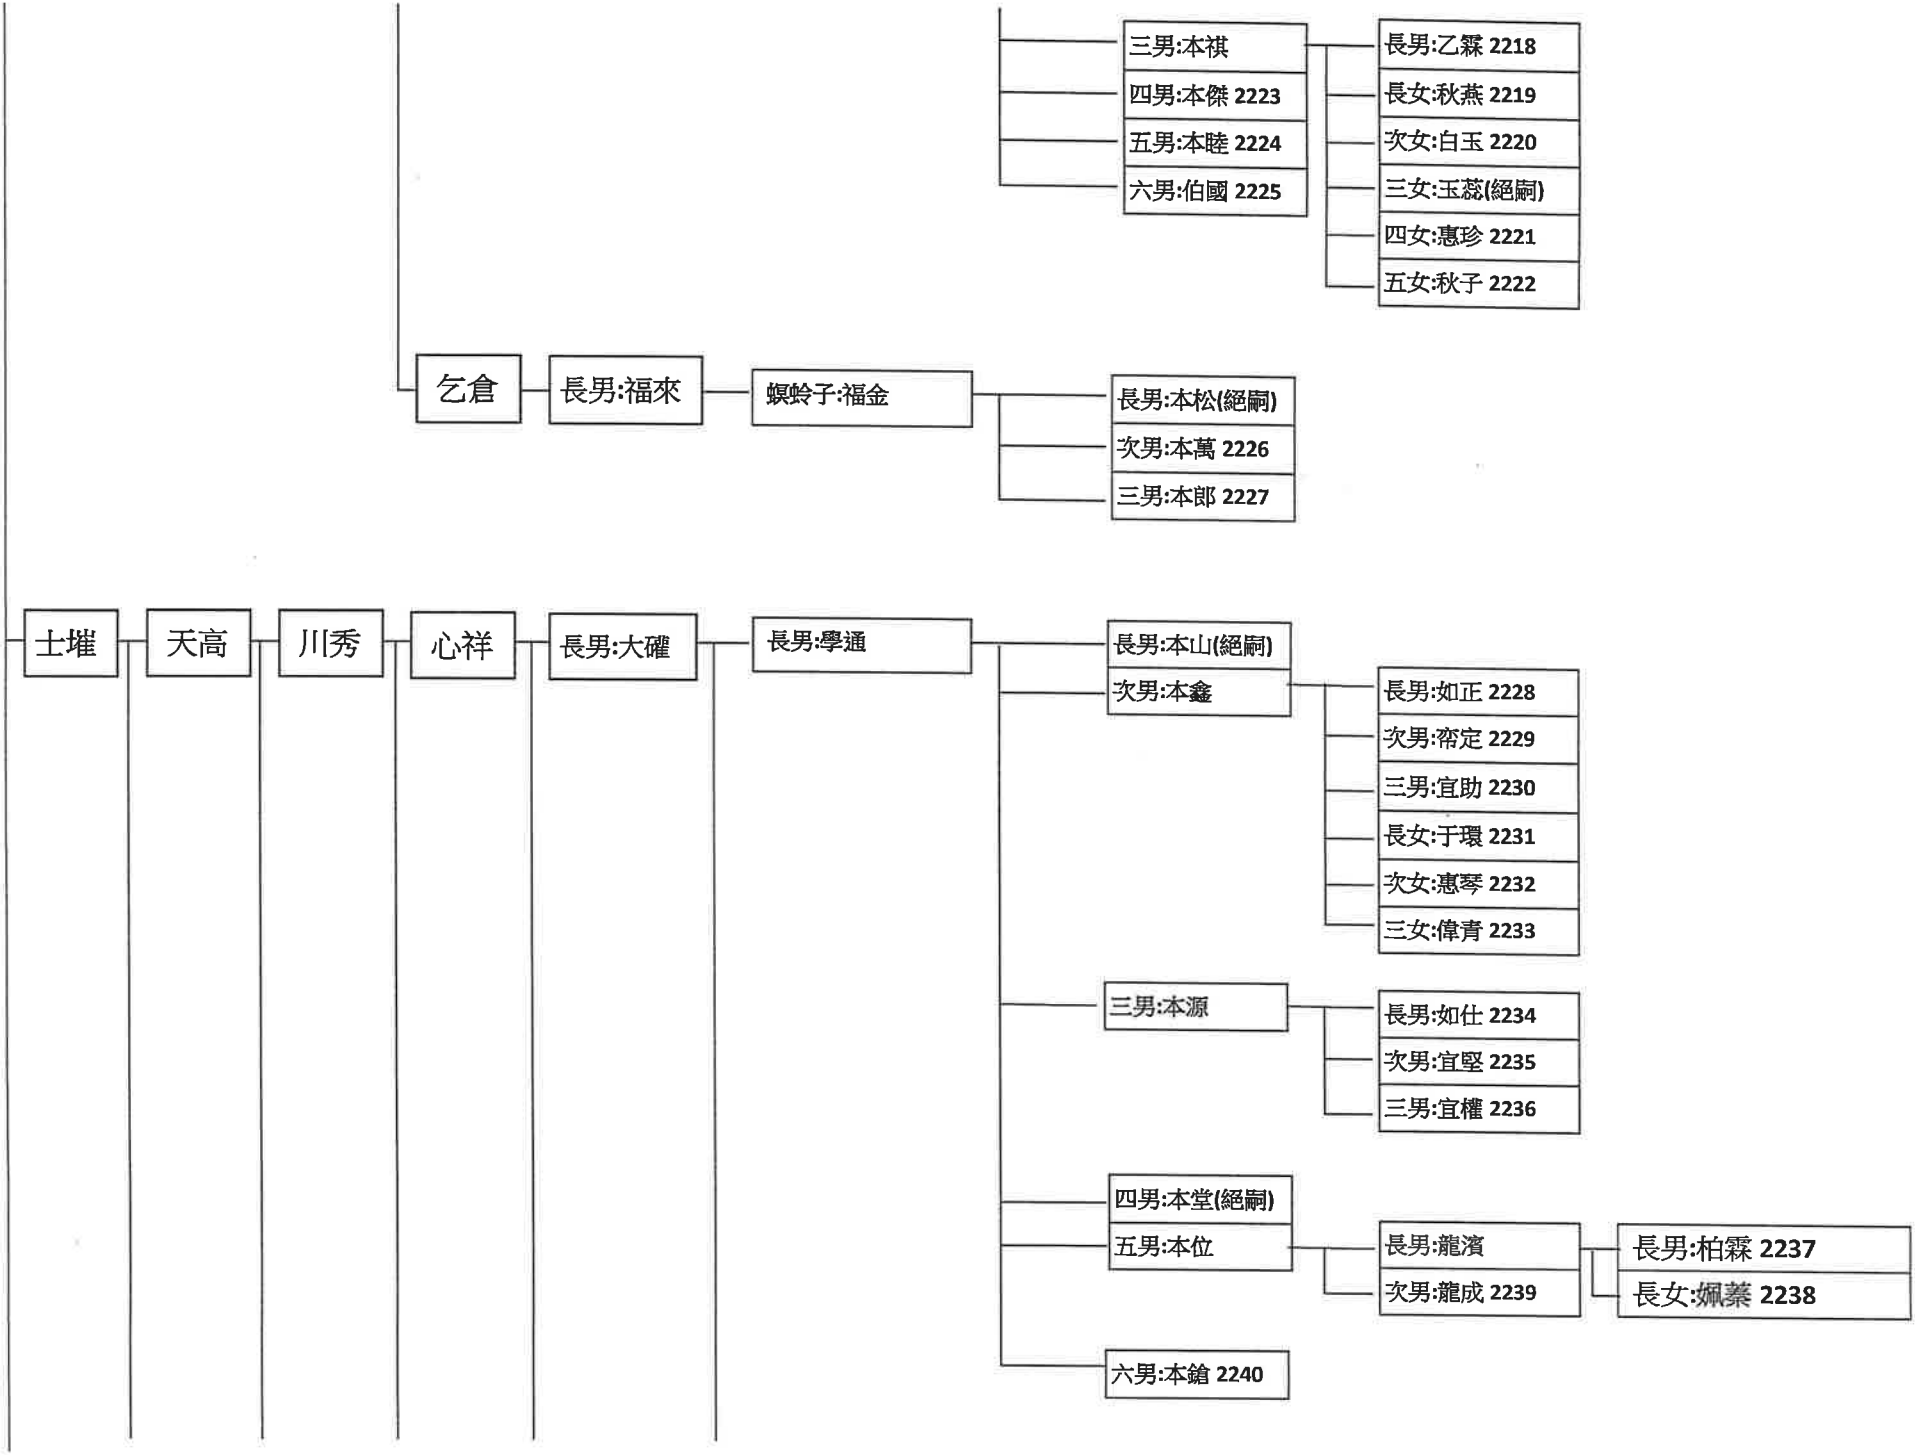 三男:本祺
四男:本傑 2223
五男:本睦 2224
六男:伯國 2225
長男:乙霖 2218
長女:秋燕 2219
次女:白玉 2220
三女:玉蕊(絕嗣)
四女:惠珍 2221
五女:秋子 2222
乞倉
長男:福來
螟蛉子:福金
長男:本松(絕嗣)
次男:本萬 2226
三男:本郎 2227
士墔
天高
川秀
心祥
長男:大確
長男:學通
長男:本山(絕嗣)
次男:本鑫
長男:如正 2228
次男:帟定 2229
三男:宜助 2230
長女:于環 2231
次女:惠琴 2232
三女:偉青 2233
三男:本源
長男:如仕 2234
次男:宜堅 2235
三男:宜權 2236
四男:本堂(絕嗣)
五男:本位
長男:龍濱
次男:龍成 2239
長男:柏霖 2237
長女:姵蓁 2238
六男:本鎗 2240